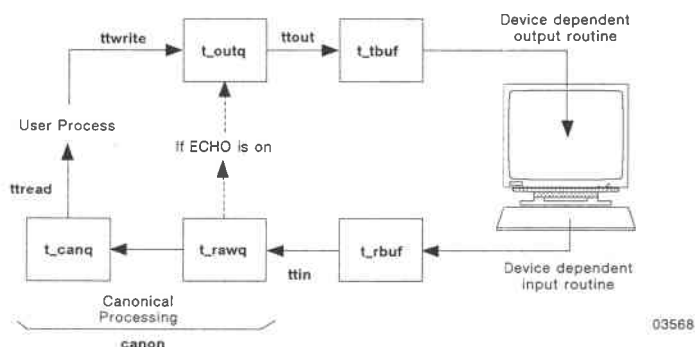 Device dependent
output routine
ttwrite
t_outq
ttout
t_tbuf
User Process
If ECHO is on
ttread
t_canq
t_rawq
ttin
t_rbuf
Device dependent
input routine
Canonical
Processing
canon
03568